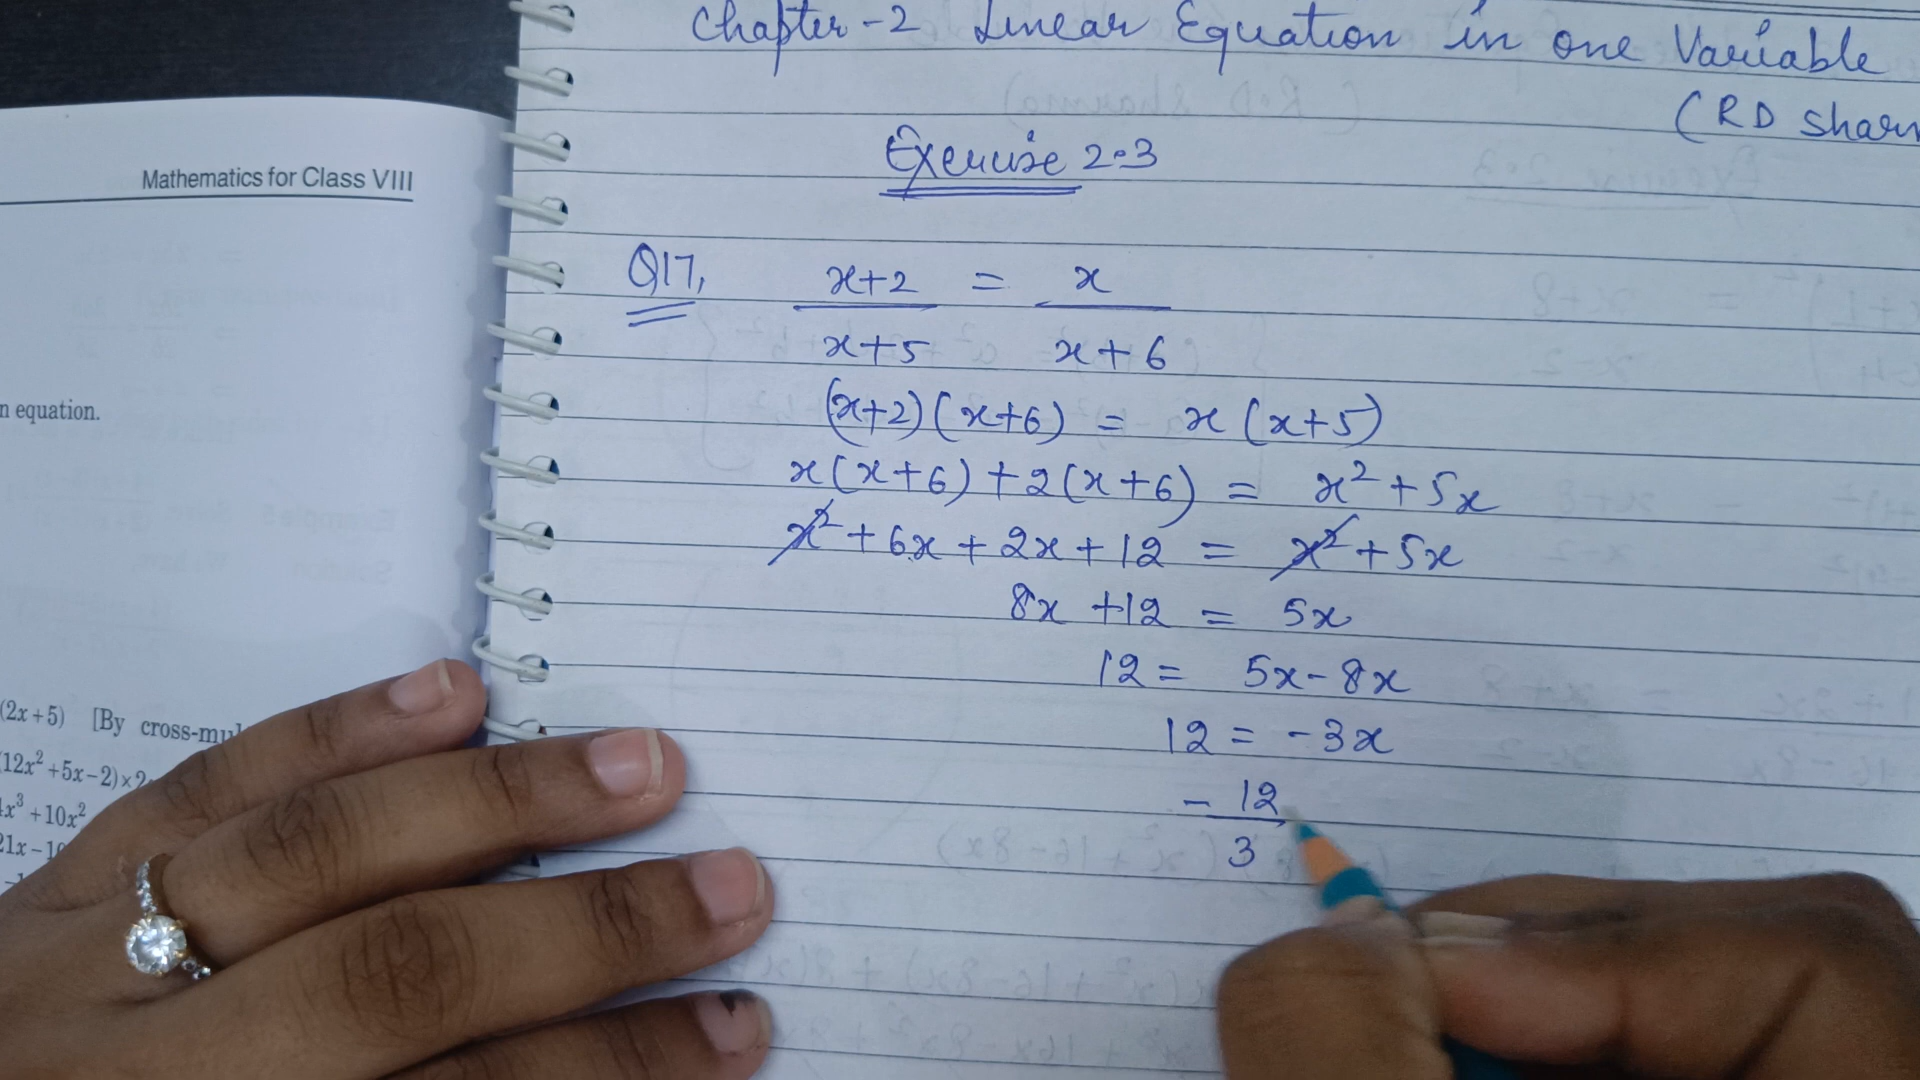 Chapter-2 Linear Equation in one Variable
(RD shar
Exercise 2.3
Mathematics for Class VIII
n equation.
(2x+5) [By cross-mul
(12x²+5x-2)×2
x³+10x²
21x-1
Q17, x+2 = x
x+5 x+6
(x+2)(x+6) = x(x+5)
x(x+6)+2(x+6) = x²+5x
x²+6x+2x+12 = x²+5x
8x+12 = 5x
12 = 5x-8x
12 = -3x
-12
3